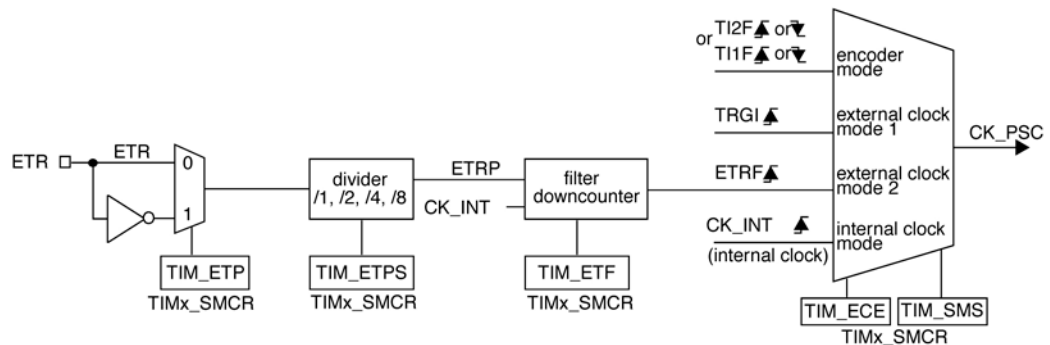 TI2F or
or
TI1F or
encoder
mode
TRGI
external clock
mode 1
CK_PSC
ETR
ETR
0
1
divider
/1, /2, /4, /8
ETRP
CK_INT
filter
downcounter
ETRF
external clock
mode 2
CK_INT
(internal clock)
internal clock
mode
TIM_ETP
TIMx_SMCR
TIM_ETPS
TIMx_SMCR
TIM_ETF
TIMx_SMCR
TIM_ECE
TIM_SMS
TIMx_SMCR